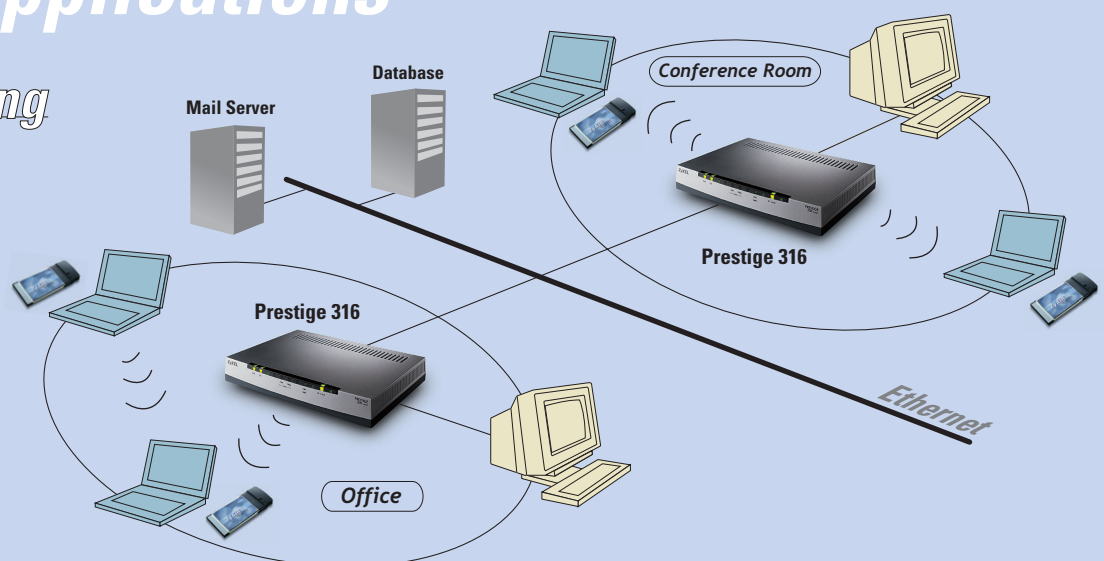 Database
Mail Server
Conference Room
Prestige 316
Prestige 316
Ethernet
Office